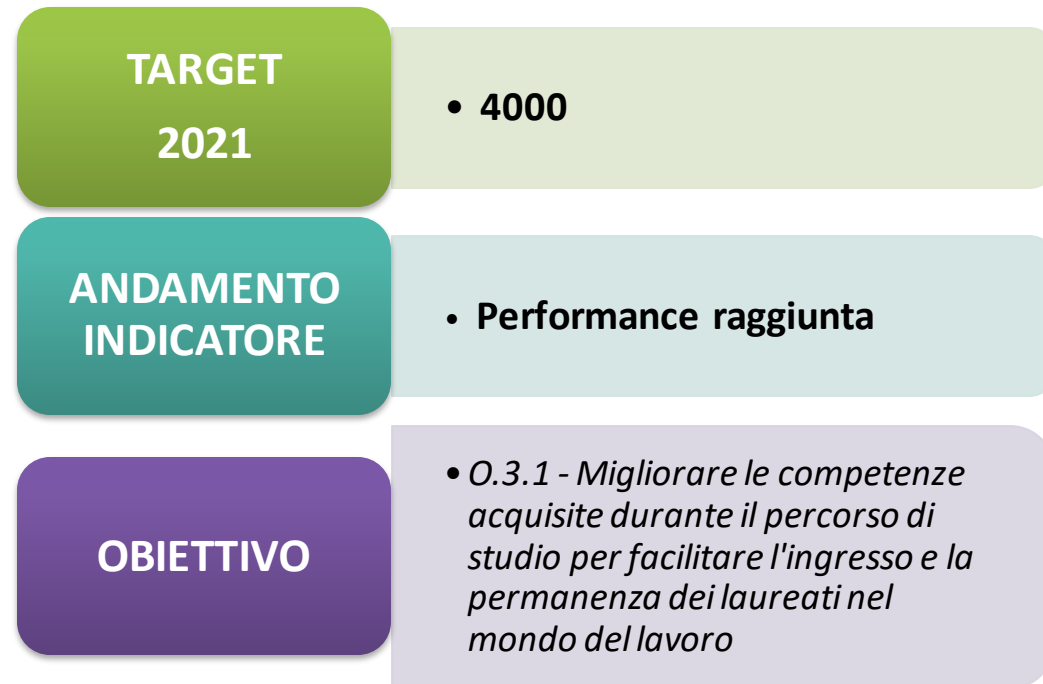 TARGET
2021
• 4000
ANDAMENTO
INDICATORE
• Performance raggiunta
OBIETTIVO
• O.3.1 - Migliorare le competenze
acquisite durante il percorso di
studio per facilitare l'ingresso e la
permanenza dei laureati nel
mondo del lavoro